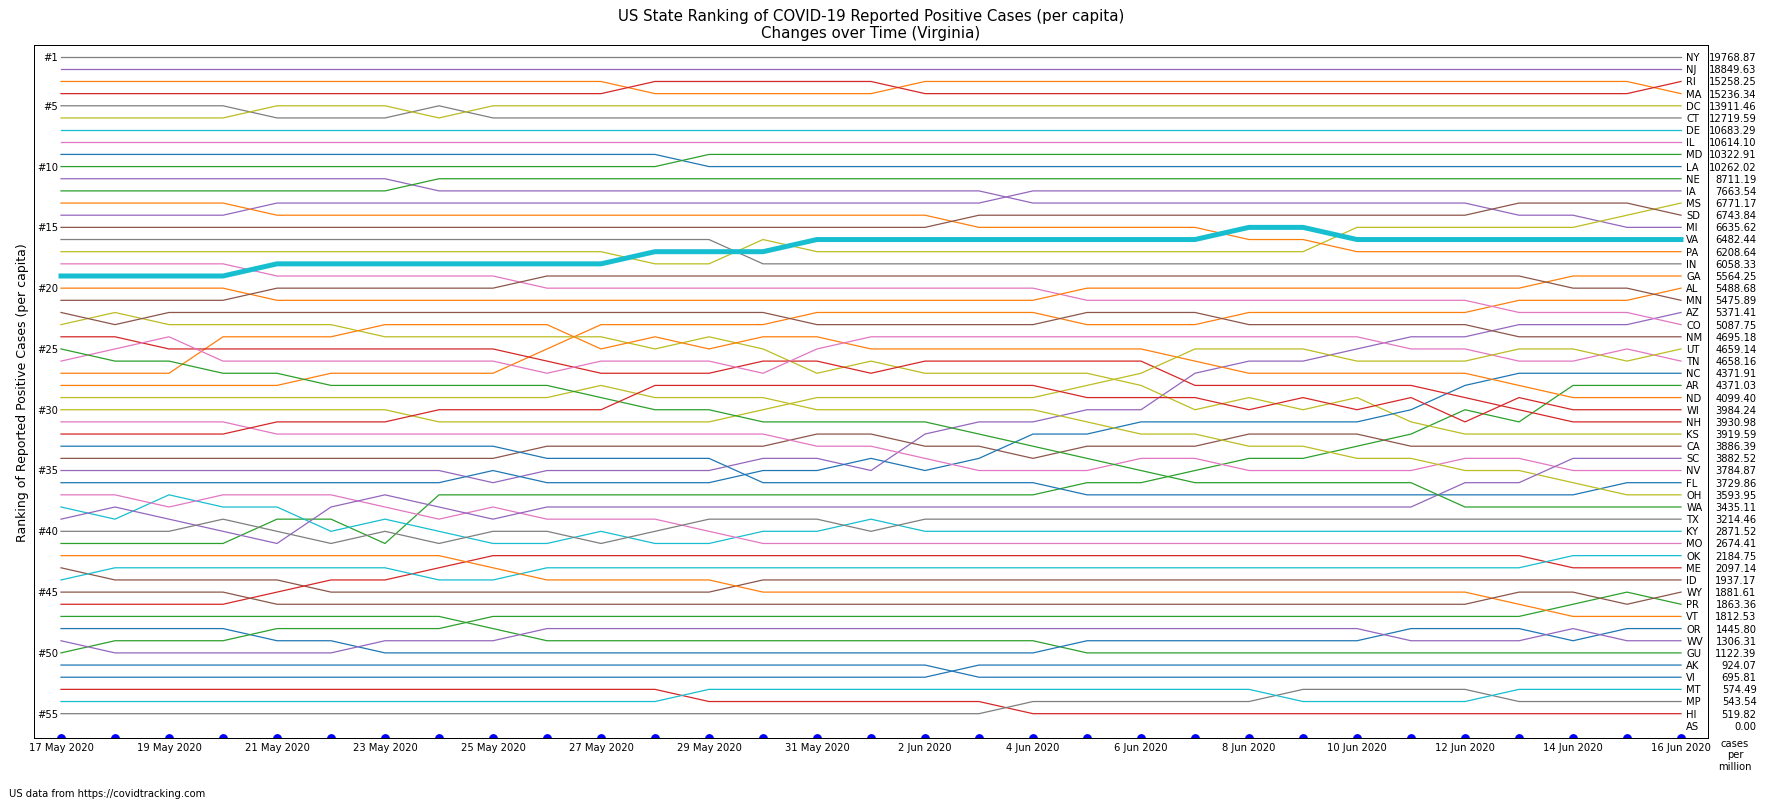 US State Ranking of COVID-19 Reported Positive Cases (per capita)
Changes over Time (Virginia)
Ranking of Reported Positive Cases (per capita)
#1
#5
#10
#15
#20
#25
#30
#35
#40
#45
#50
#55
NY 19768.87
NJ 18849.63
RI 15258.25
MA 15236.34
DC 13911.46
CT 12719.59
DE 10683.29
IL 10614.10
MD 10322.91
LA 10262.02
NE 8711.19
IA 7663.54
MS 6771.17
SD 6743.84
MI 6635.62
VA 6482.44
PA 6208.64
IN 6058.33
GA 5564.25
AL 5488.68
MN 5475.89
AZ 5371.41
CO 5087.75
NM 4695.18
UT 4659.14
TN 4658.16
NC 4371.91
AR 4371.03
ND 4099.40
WI 3984.24
NH 3930.98
KS 3919.59
CA 3886.39
SC 3882.52
NV 3784.87
FL 3729.86
OH 3593.95
WA 3435.11
TX 3214.46
KY 2871.52
MO 2674.41
OK 2184.75
ME 2097.14
ID 1937.17
WY 1881.61
PR 1863.36
VT 1812.53
OR 1445.80
WV 1306.31
GU 1122.39
AK 924.07
VI 695.81
MT 574.49
MP 543.54
HI 519.82
AS 0.00
17 May 2020 19 May 2020 21 May 2020 23 May 2020 25 May 2020 27 May 2020 29 May 2020 31 May 2020 2 Jun 2020 4 Jun 2020 6 Jun 2020 8 Jun 2020 10 Jun 2020 12 Jun 2020 14 Jun 2020 16 Jun 2020
cases
per
million
US data from https://covidtracking.com